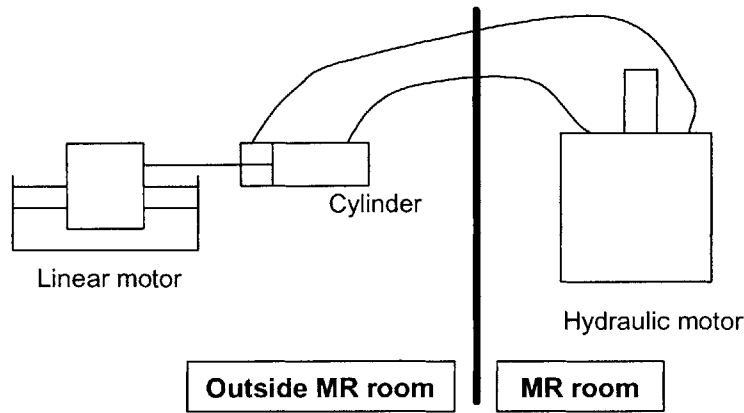 Cylinder
Linear motor
Hydraulic motor
Outside MR room
MR room